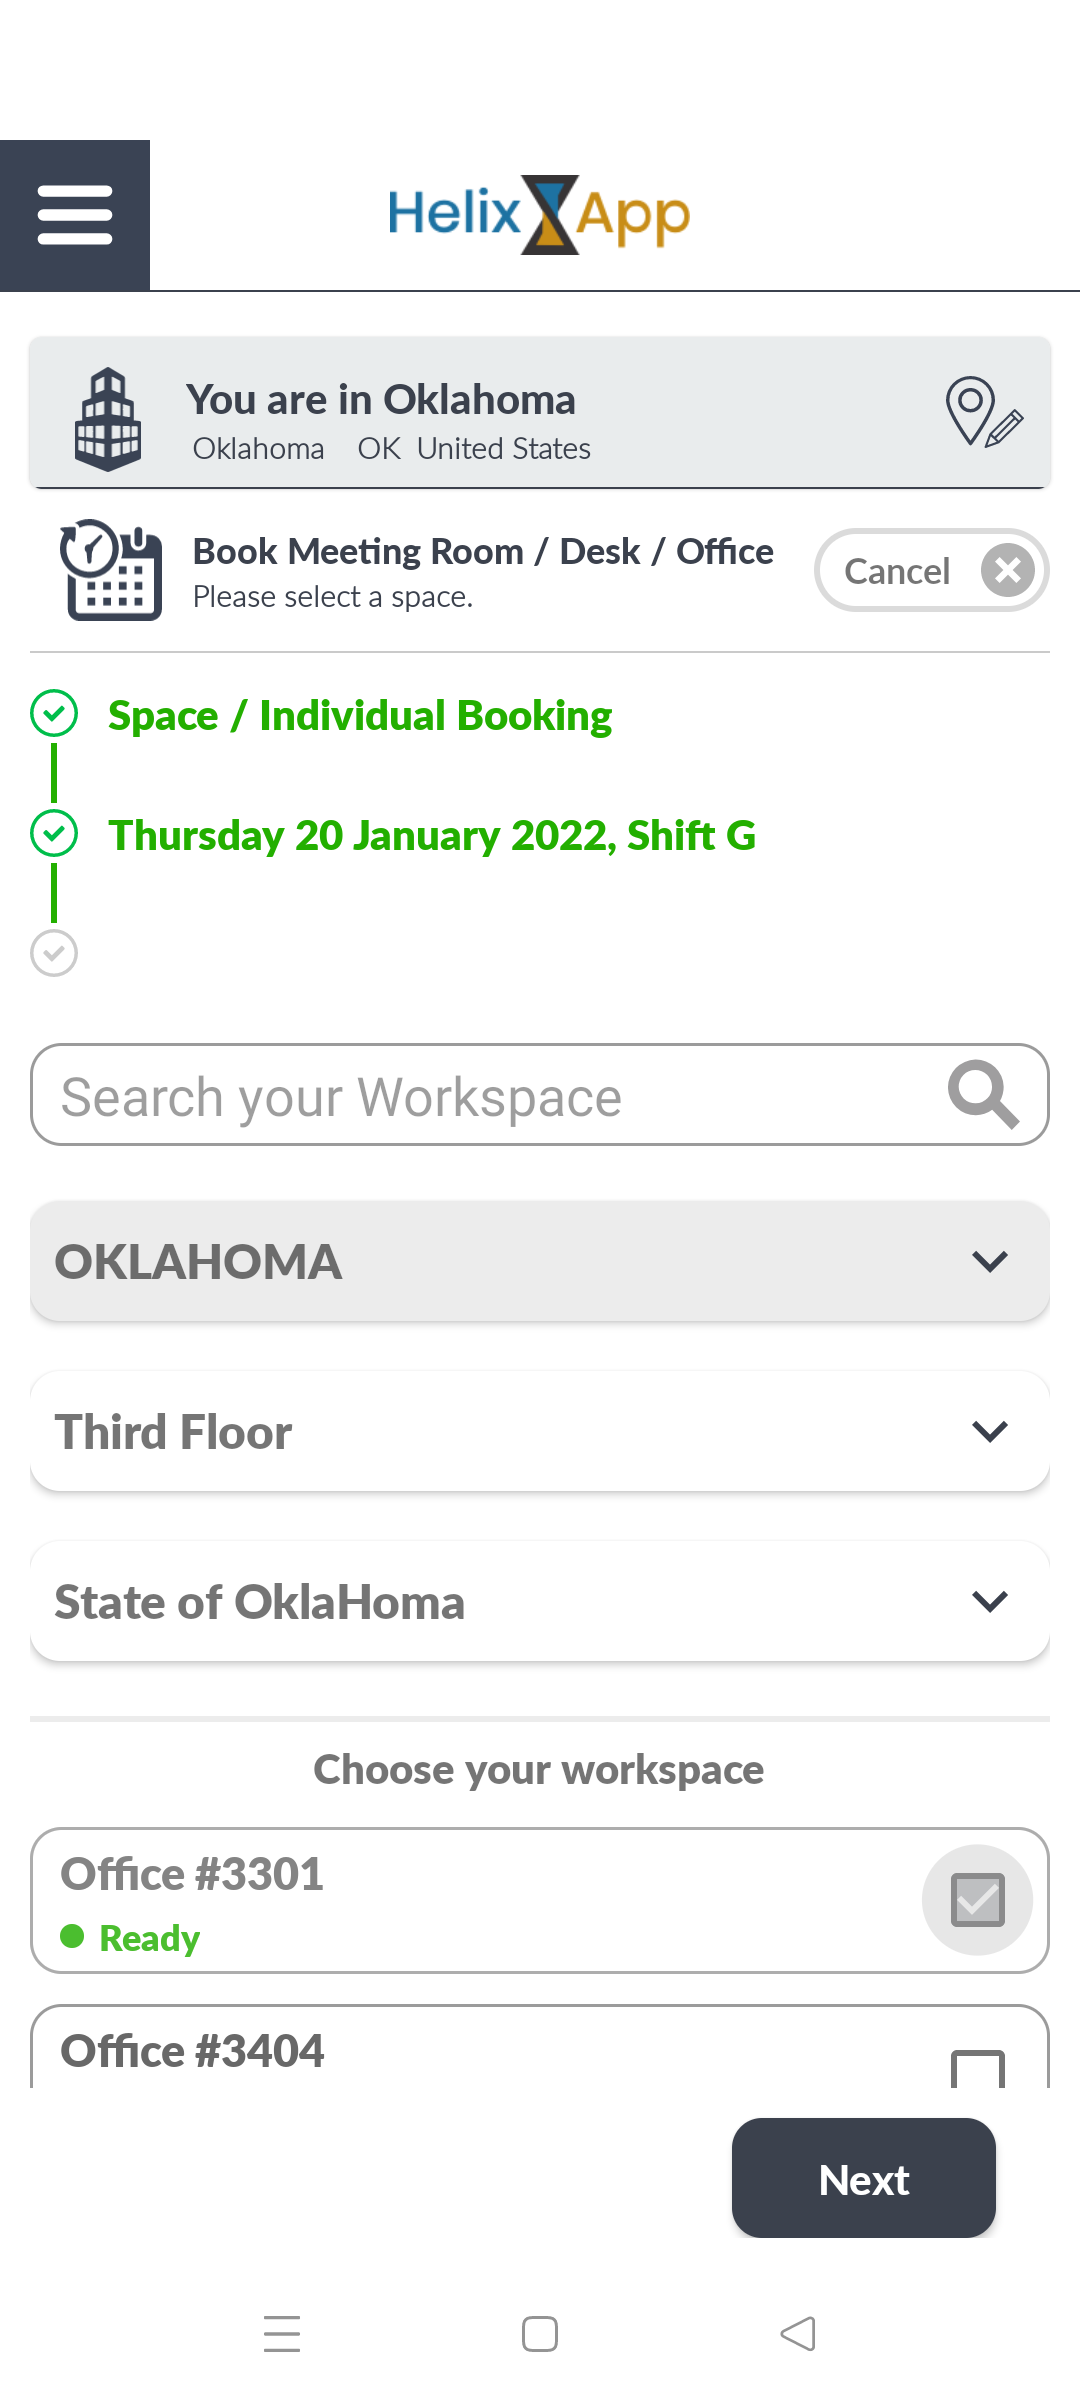 Helix App
You are in Oklahoma
Oklahoma OK United States
Book Meeting Room / Desk / Office
Please select a space.
Cancel
Space / Individual Booking
Thursday 20 January 2022, Shift G
Search your Workspace
OKLAHOMA
Third Floor
State of OklaHoma
Choose your workspace
Office #3301
Ready
Office #3404
Next